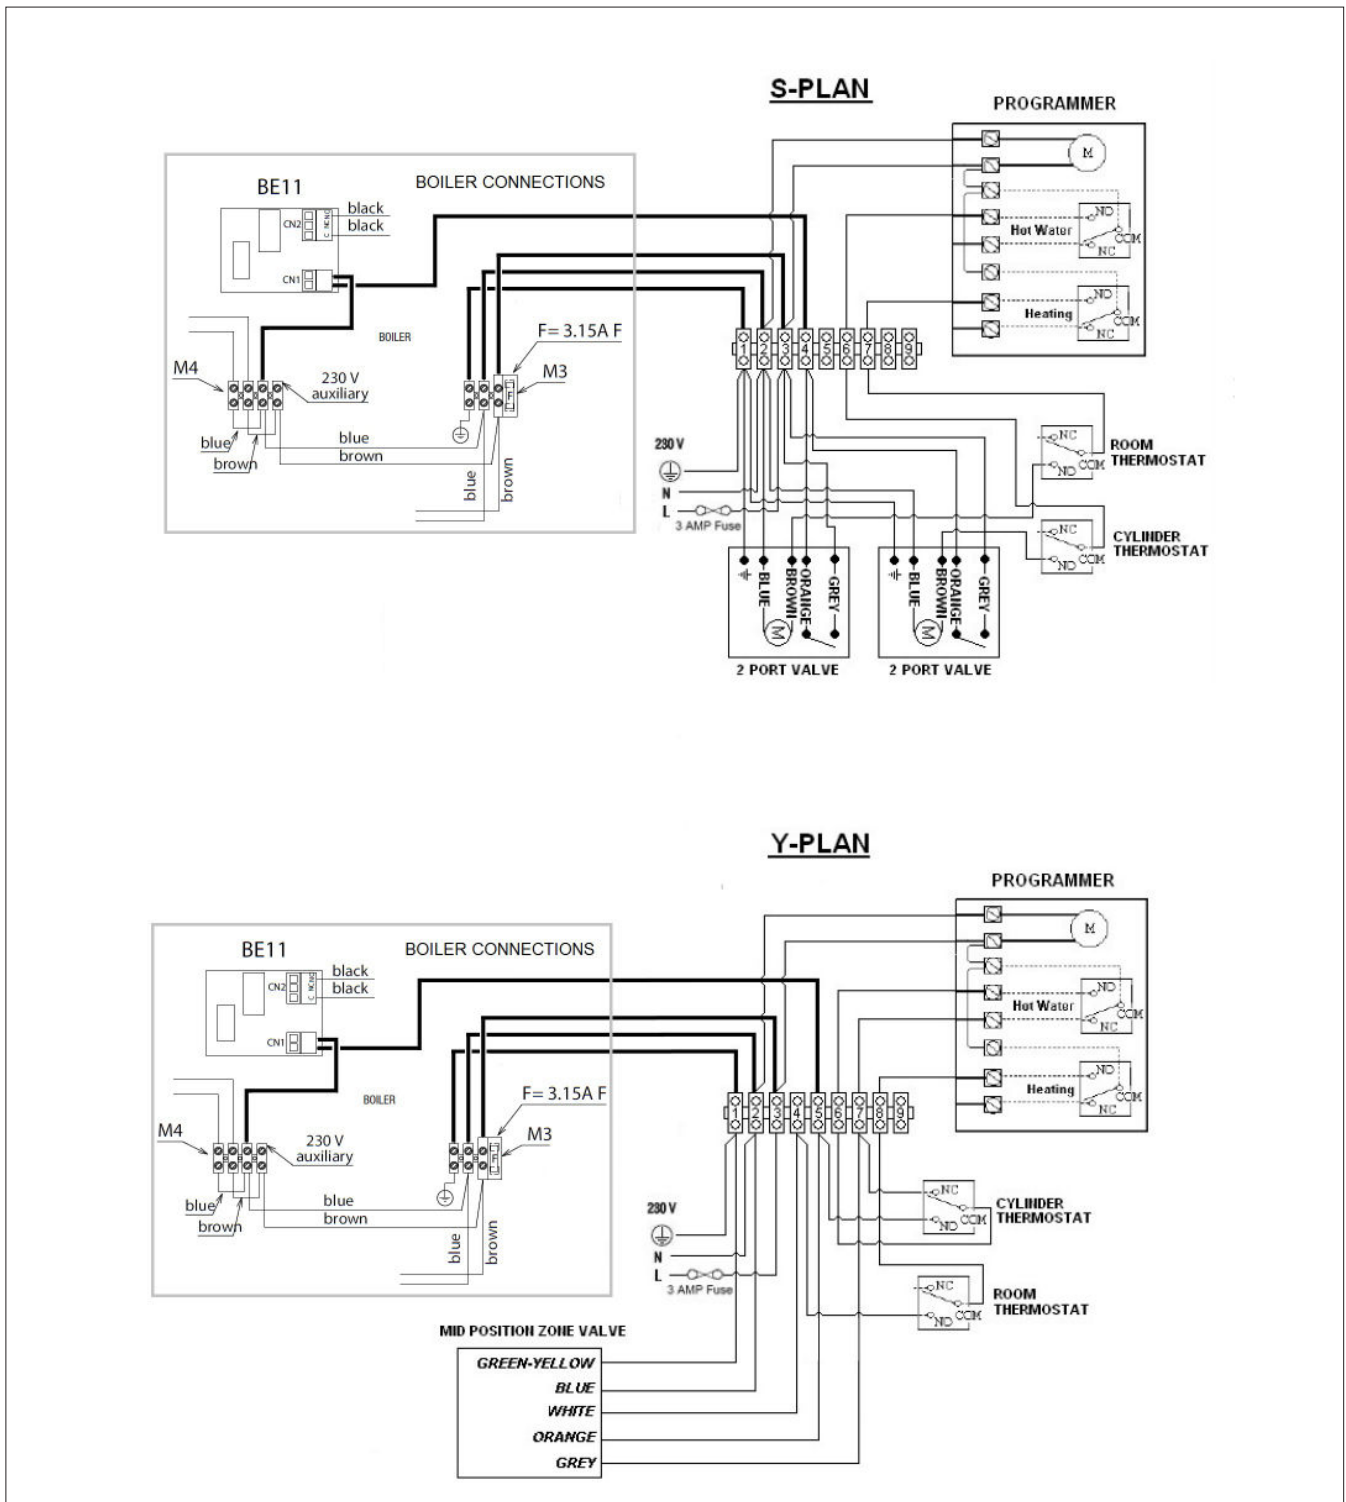 S-PLAN
PROGRAMMER
M
BE11
BOILER CONNECTIONS
black
CN2
C NC NO
black
NO
Hot Water
COM
NC
CN1
NO
Heating
COM
NC
F= 3.15A F
BOILER
1 2 3 4 5 6 7 8 9
M4
230 V
auxiliary
M3
F
blue
brown
blue
brown
blue
brown
230 V
N
L
3 AMP Fuse
NC
ROOM
THERMOSTAT
NO COM
NC
CYLINDER
THERMOSTAT
NO COM
BLUE
BROWN
ORANGE
GREY
M
BLUE
BROWN
ORANGE
GREY
M
2 PORT VALVE
2 PORT VALVE
Y-PLAN
PROGRAMMER
M
BE11
BOILER CONNECTIONS
black
CN2
C NC NO
black
NO
Hot Water
COM
NC
CN1
NO
Heating
COM
NC
F= 3.15A F
BOILER
1 2 3 4 5 6 7 8 9
M4
230 V
auxiliary
M3
F
blue
brown
blue
brown
blue
brown
230 V
N
L
3 AMP Fuse
NC
CYLINDER
THERMOSTAT
NO COM
NC
ROOM
THERMOSTAT
NO COM
MID POSITION ZONE VALVE
GREEN-YELLOW
BLUE
WHITE
ORANGE
GREY